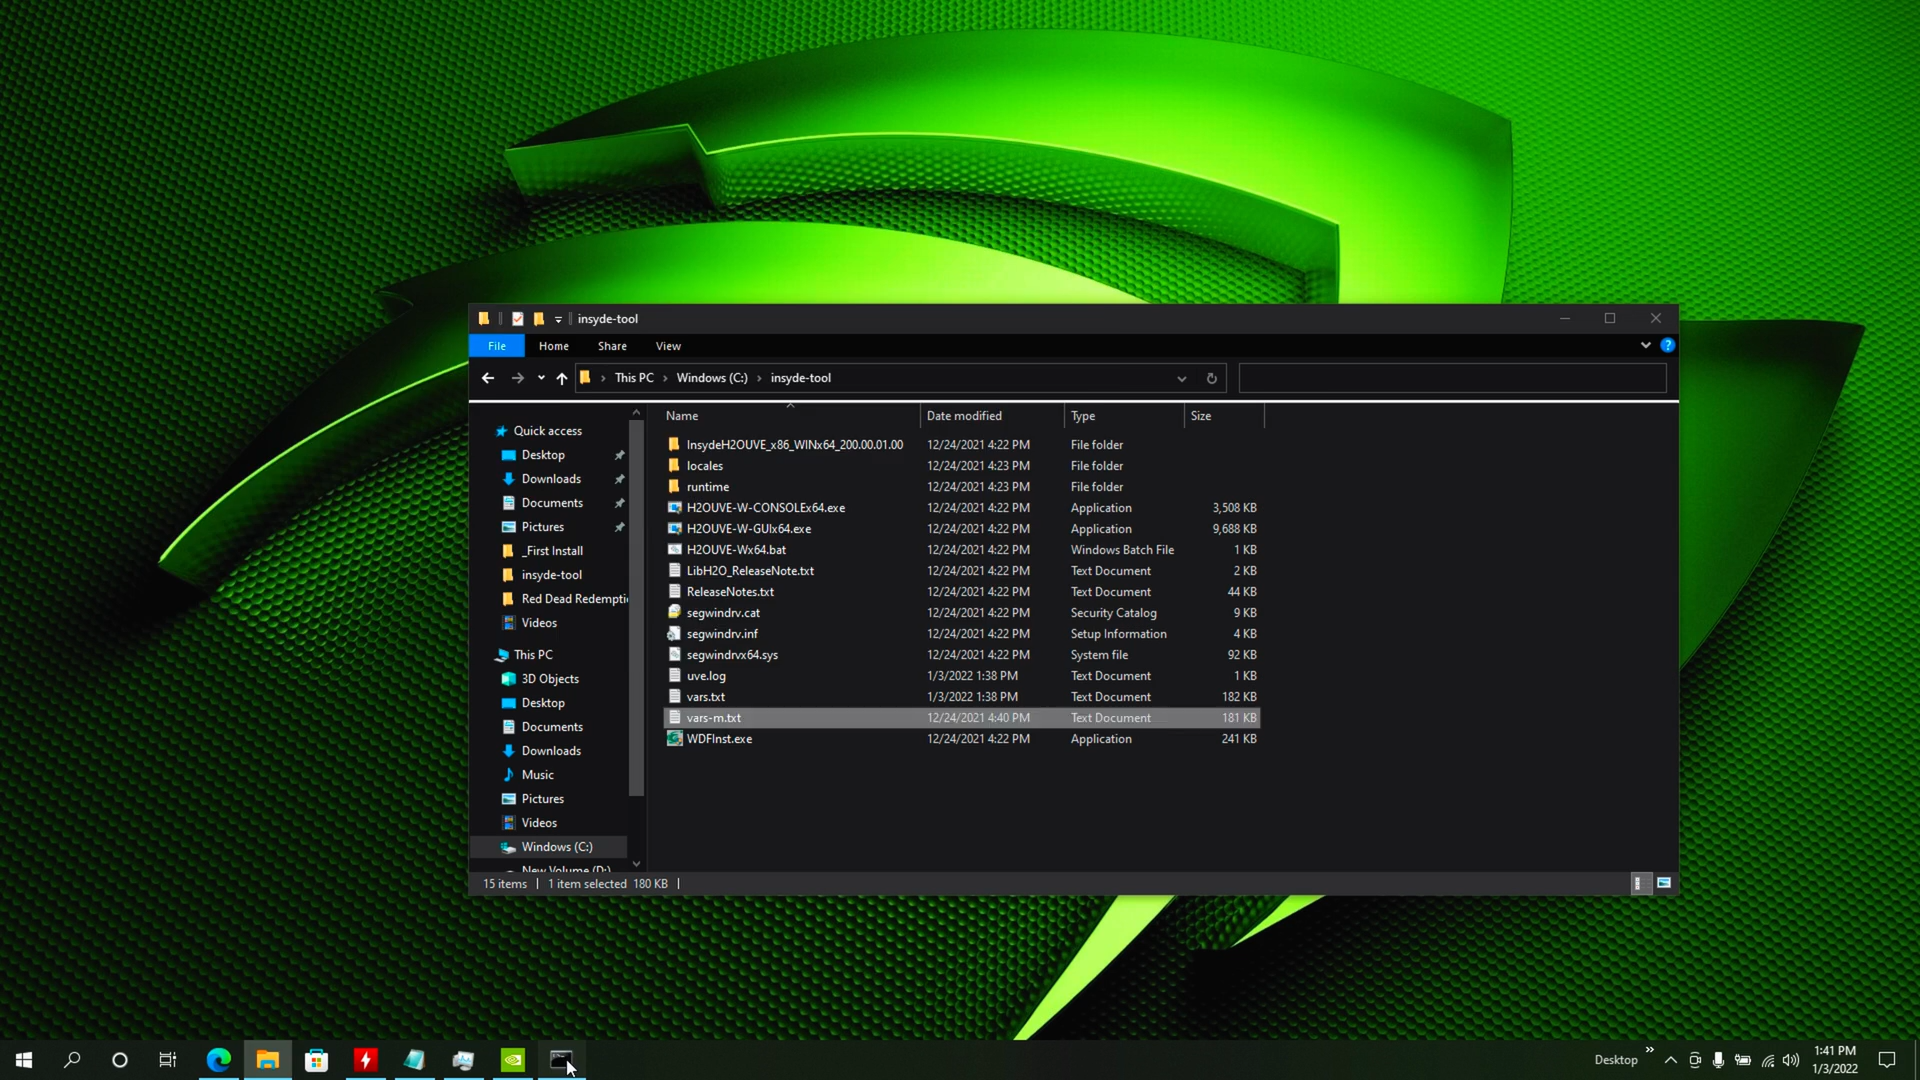 insyde-tool
File Home Share View
This PC Windows (C:) insyde-tool
Name Date modified Type Size
Quick access
Desktop
Downloads
Documents
Pictures
_First Install
insyde-tool
Red Dead Redempti
Videos
This PC
3D Objects
Desktop
Documents
Downloads
Music
Pictures
Videos
Windows (C:)
New Volume (D:)
InsydeH2OUVE_x86_WINx64_200.00.01.00 12/24/2021 4:22 PM File folder
locales 12/24/2021 4:23 PM File folder
runtime 12/24/2021 4:23 PM File folder
H2OUVE-W-CONSOLEx64.exe 12/24/2021 4:22 PM Application 3,508 KB
H2OUVE-W-GUIx64.exe 12/24/2021 4:22 PM Application 9,688 KB
H2OUVE-Wx64.bat 12/24/2021 4:22 PM Windows Batch File 1 KB
LibH2O_ReleaseNote.txt 12/24/2021 4:22 PM Text Document 2 KB
ReleaseNotes.txt 12/24/2021 4:22 PM Text Document 44 KB
segwindrv.cat 12/24/2021 4:22 PM Security Catalog 9 KB
segwindrv.inf 12/24/2021 4:22 PM Setup Information 4 KB
segwindrvx64.sys 12/24/2021 4:22 PM System file 92 KB
uve.log 1/3/2022 1:38 PM Text Document 1 KB
vars.txt 1/3/2022 1:38 PM Text Document 182 KB
vars-m.txt 12/24/2021 4:40 PM Text Document 181 KB
WDFInst.exe 12/24/2021 4:22 PM Application 241 KB
15 items 1 item selected 180 KB
Desktop
1:41 PM
1/3/2022